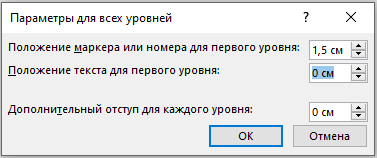 Параметры для всех уровней
Положение маркера или номера для первого уровня: 1,5 см
Положение текста для первого уровня: 0 см
Дополнительный отступ для каждого уровня: 0 см
ОК Отмена